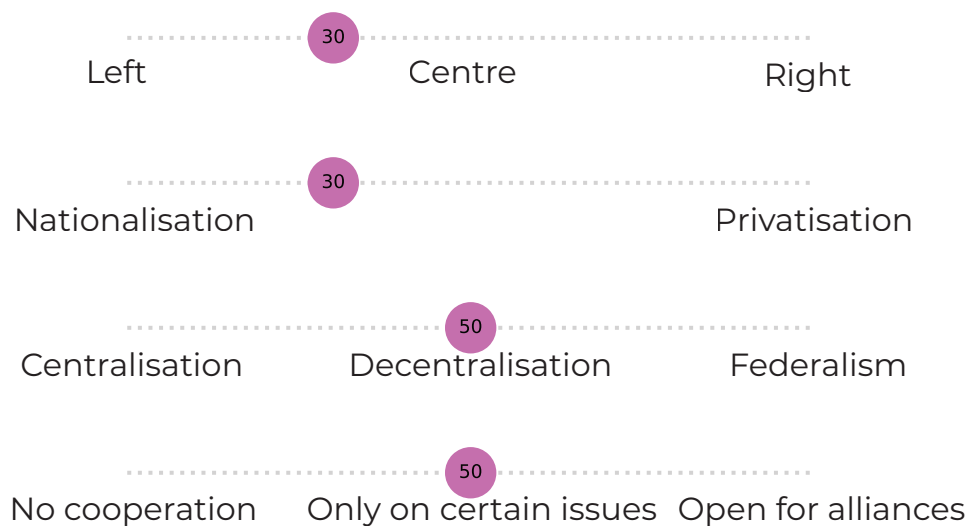 30
Left Centre Right
30
Nationalisation Privatisation
50
Centralisation Decentralisation Federalism
50
No cooperation Only on certain issues Open for alliances